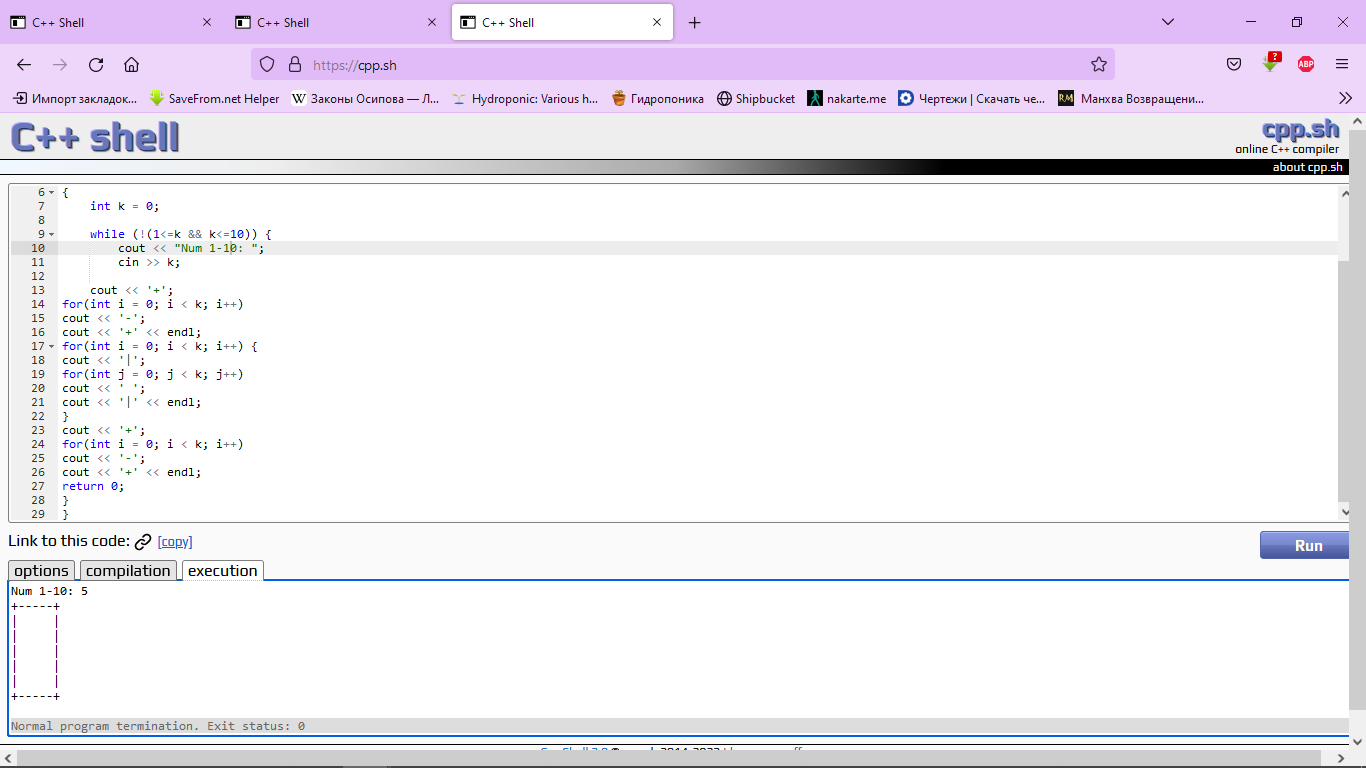 C++ Shell
C++ Shell
C++ Shell
https://cpp.sh
?
ABP
Импорт закладок...
SaveFrom.net Helper
W Законы Осипова — Л...
Hydroponic: Various h...
Гидропоника
Shipbucket
nakarte.me
Чертежи | Скачать че...
RM Манхва Возвращени...
C++ shell
cpp.sh
online C++ compiler
about cpp.sh
6 {
7 int k = 0;
8
9 while (!(1<=k && k<=10)) {
10 cout << "Num 1-10: ";
11 cin >> k;
12
13 cout << '+';
14 for(int i = 0; i < k; i++)
15 cout << '-';
16 cout << '+' << endl;
17 for(int i = 0; i < k; i++) {
18 cout << '|';
19 for(int j = 0; j < k; j++)
20 cout << ' ';
21 cout << '|' << endl;
22 }
23 cout << '+';
24 for(int i = 0; i < k; i++)
25 cout << '-';
26 cout << '+' << endl;
27 return 0;
28 }
29 }
Link to this code: [copy]
Run
options compilation execution
Num 1-10: 5
+-----+
|     |
|     |
|     |
|     |
|     |
+-----+
Normal program termination. Exit status: 0